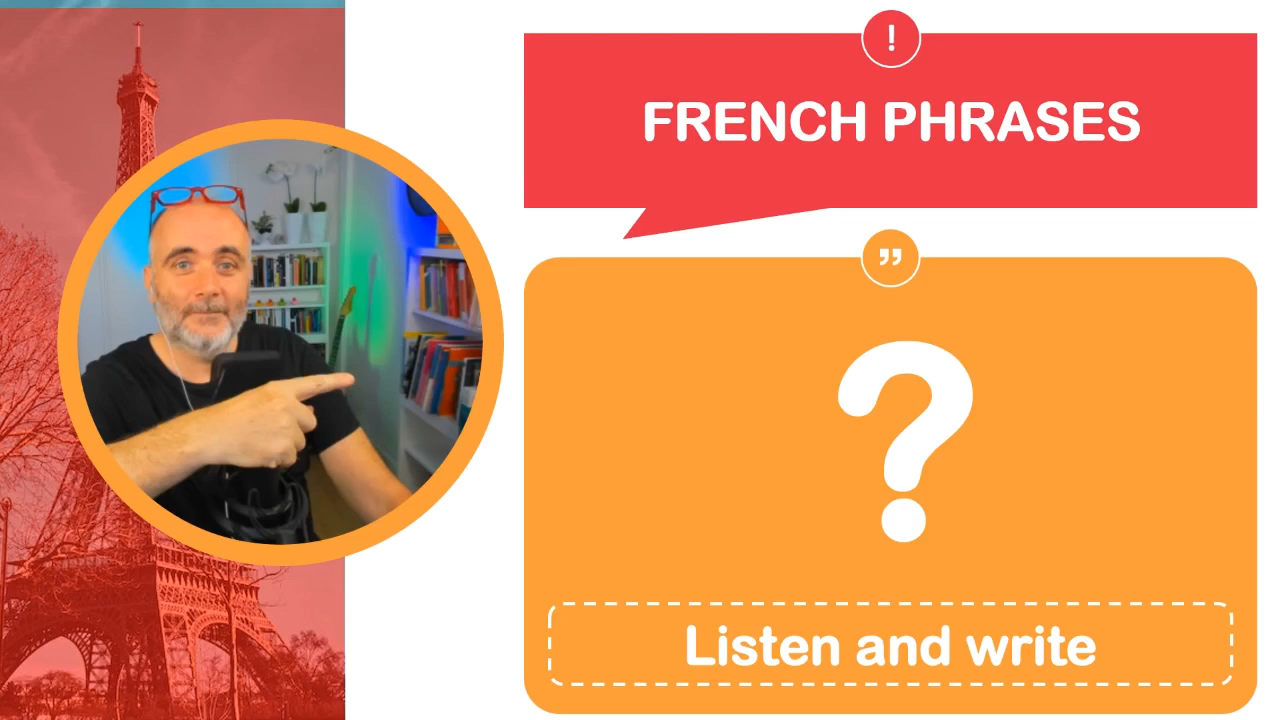 !
FRENCH PHRASES
”
?
Listen and write